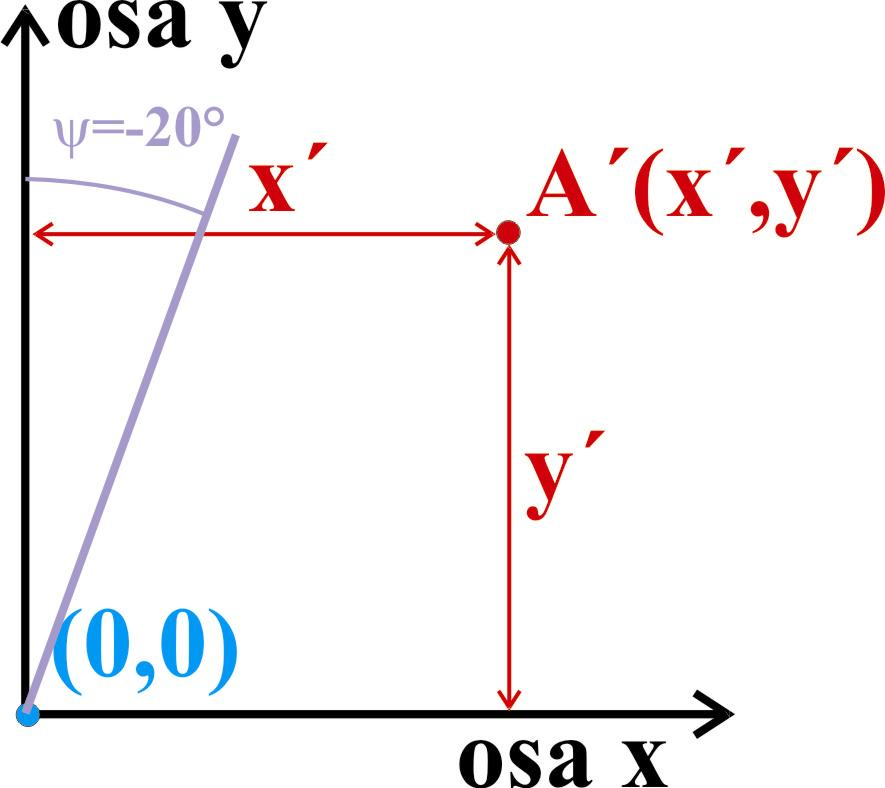 osa y
ψ=-20°
x´
A´(x´,y´)
y´
(0,0)
osa x